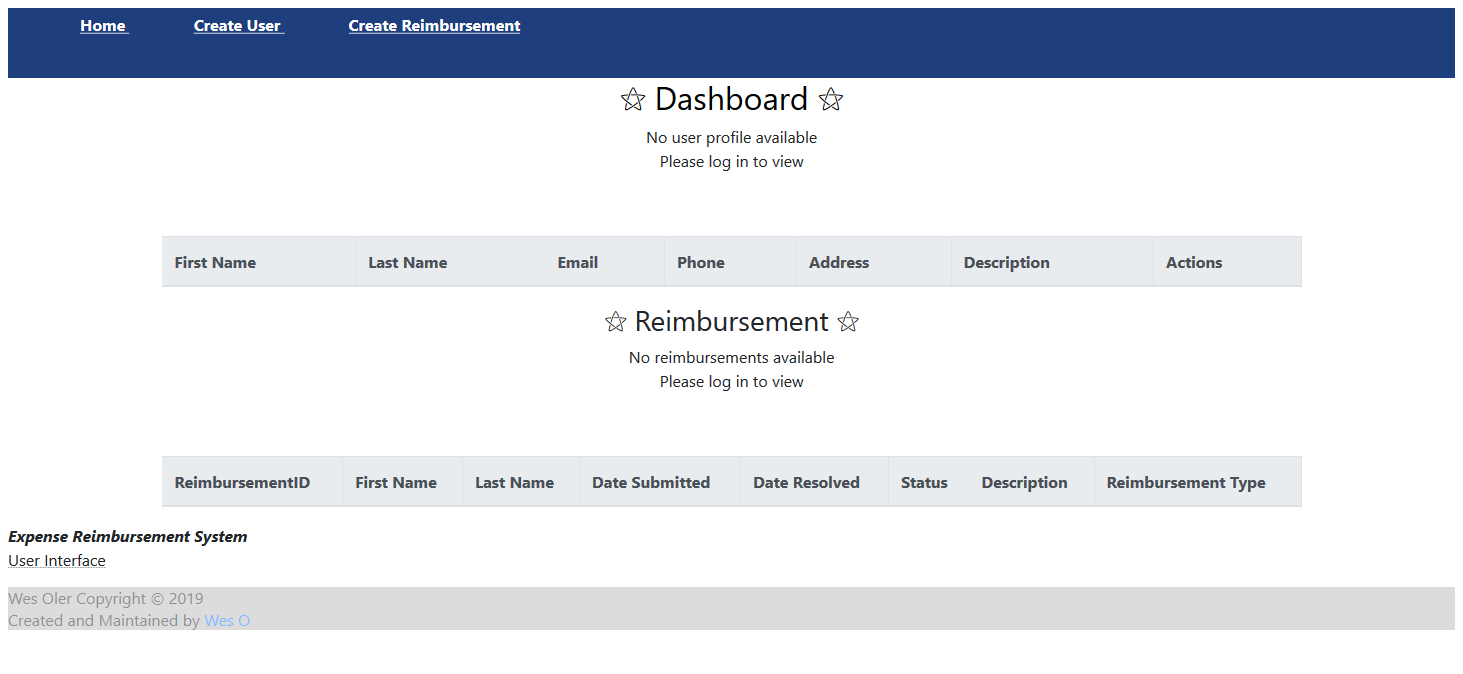 Home Create User Create Reimbursement
☆ Dashboard ☆
No user profile available
Please log in to view
First Name Last Name Email Phone Address Description Actions
☆ Reimbursement ☆
No reimbursements available
Please log in to view
ReimbursementID First Name Last Name Date Submitted Date Resolved Status Description Reimbursement Type
Expense Reimbursement System
User Interface
Wes Oler Copyright © 2019
Created and Maintained by Wes O